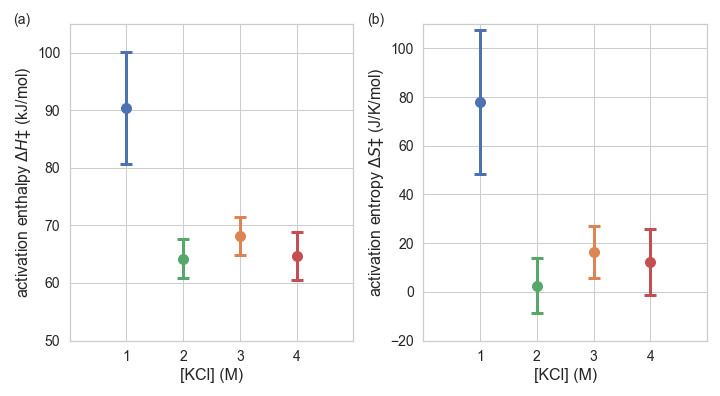 (a)
activation enthalpy ΔH‡ (kJ/mol)
100
90
80
70
60
50
1 2 3 4
[KCl] (M)
(b)
activation entropy ΔS‡ (J/K/mol)
100
80
60
40
20
0
−20
1 2 3 4
[KCl] (M)